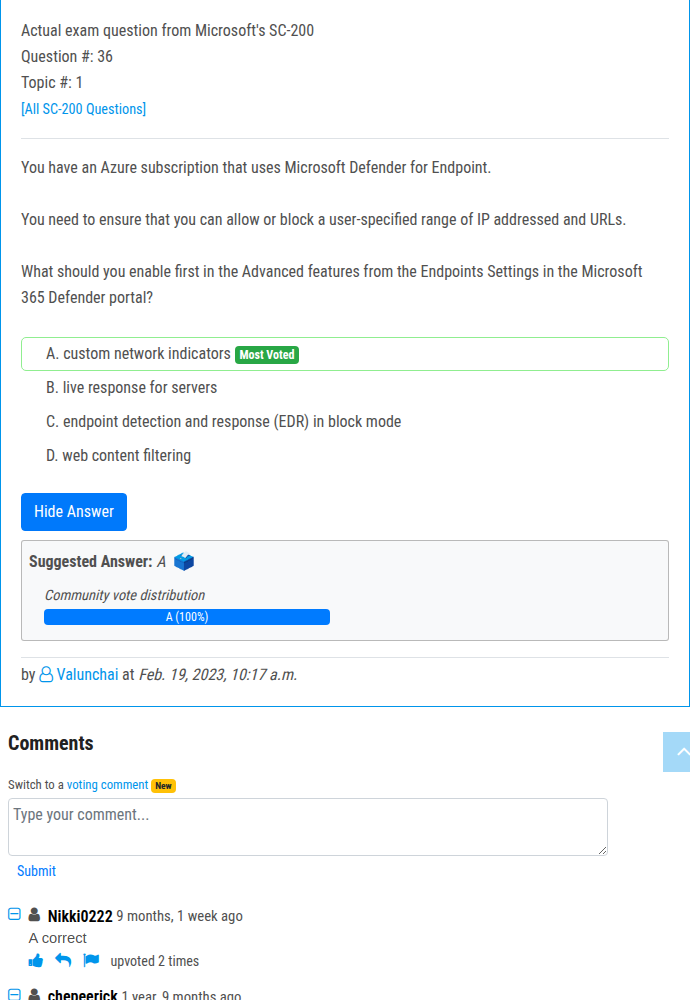 Actual exam question from Microsoft's SC-200
Question #: 36
Topic #: 1
[All SC-200 Questions]
You have an Azure subscription that uses Microsoft Defender for Endpoint.
You need to ensure that you can allow or block a user-specified range of IP addressed and URLs.
What should you enable first in the Advanced features from the Endpoints Settings in the Microsoft
365 Defender portal?
A. custom network indicators Most Voted
B. live response for servers
C. endpoint detection and response (EDR) in block mode
D. web content filtering
Hide Answer
Suggested Answer: A
Community vote distribution
A (100%)
by Valunchai at Feb. 19, 2023, 10:17 a.m.
Comments
Switch to a voting comment New
Type your comment...
Submit
Nikki0222 9 months, 1 week ago
A correct
upvoted 2 times
chepeerick 1 year, 9 months ago